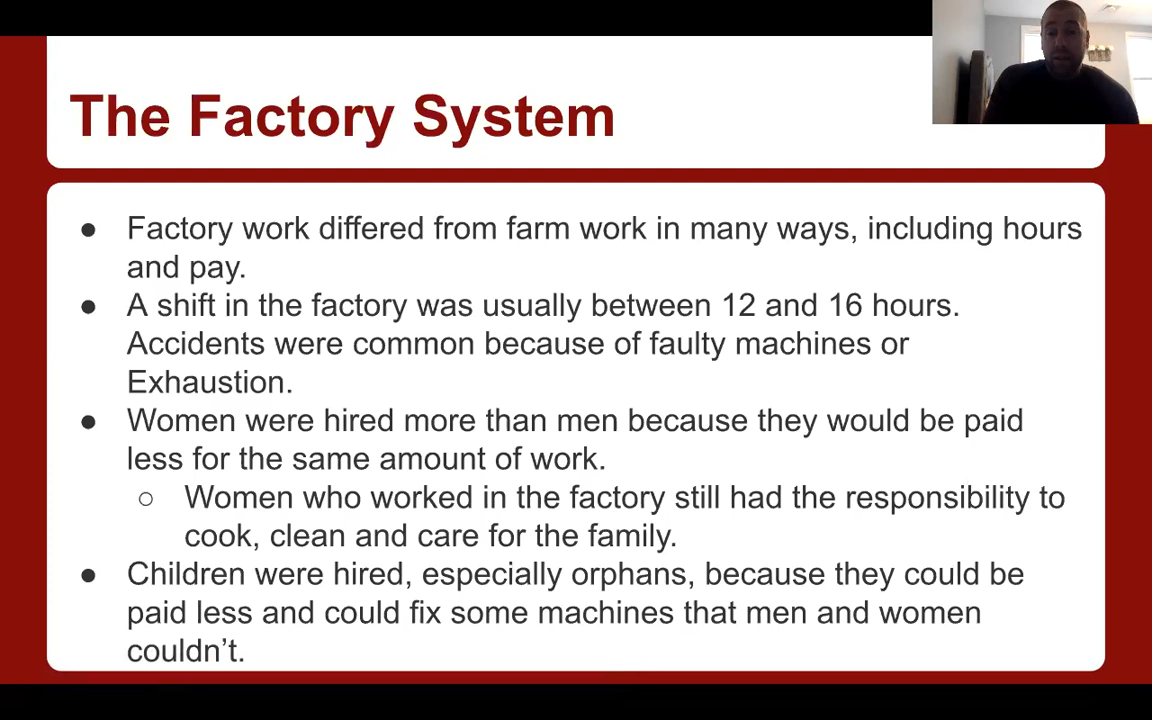 The Factory System
● Factory work differed from farm work in many ways, including hours
and pay.
● A shift in the factory was usually between 12 and 16 hours.
Accidents were common because of faulty machines or
Exhaustion.
● Women were hired more than men because they would be paid
less for the same amount of work.
○ Women who worked in the factory still had the responsibility to
cook, clean and care for the family.
● Children were hired, especially orphans, because they could be
paid less and could fix some machines that men and women
couldn’t.